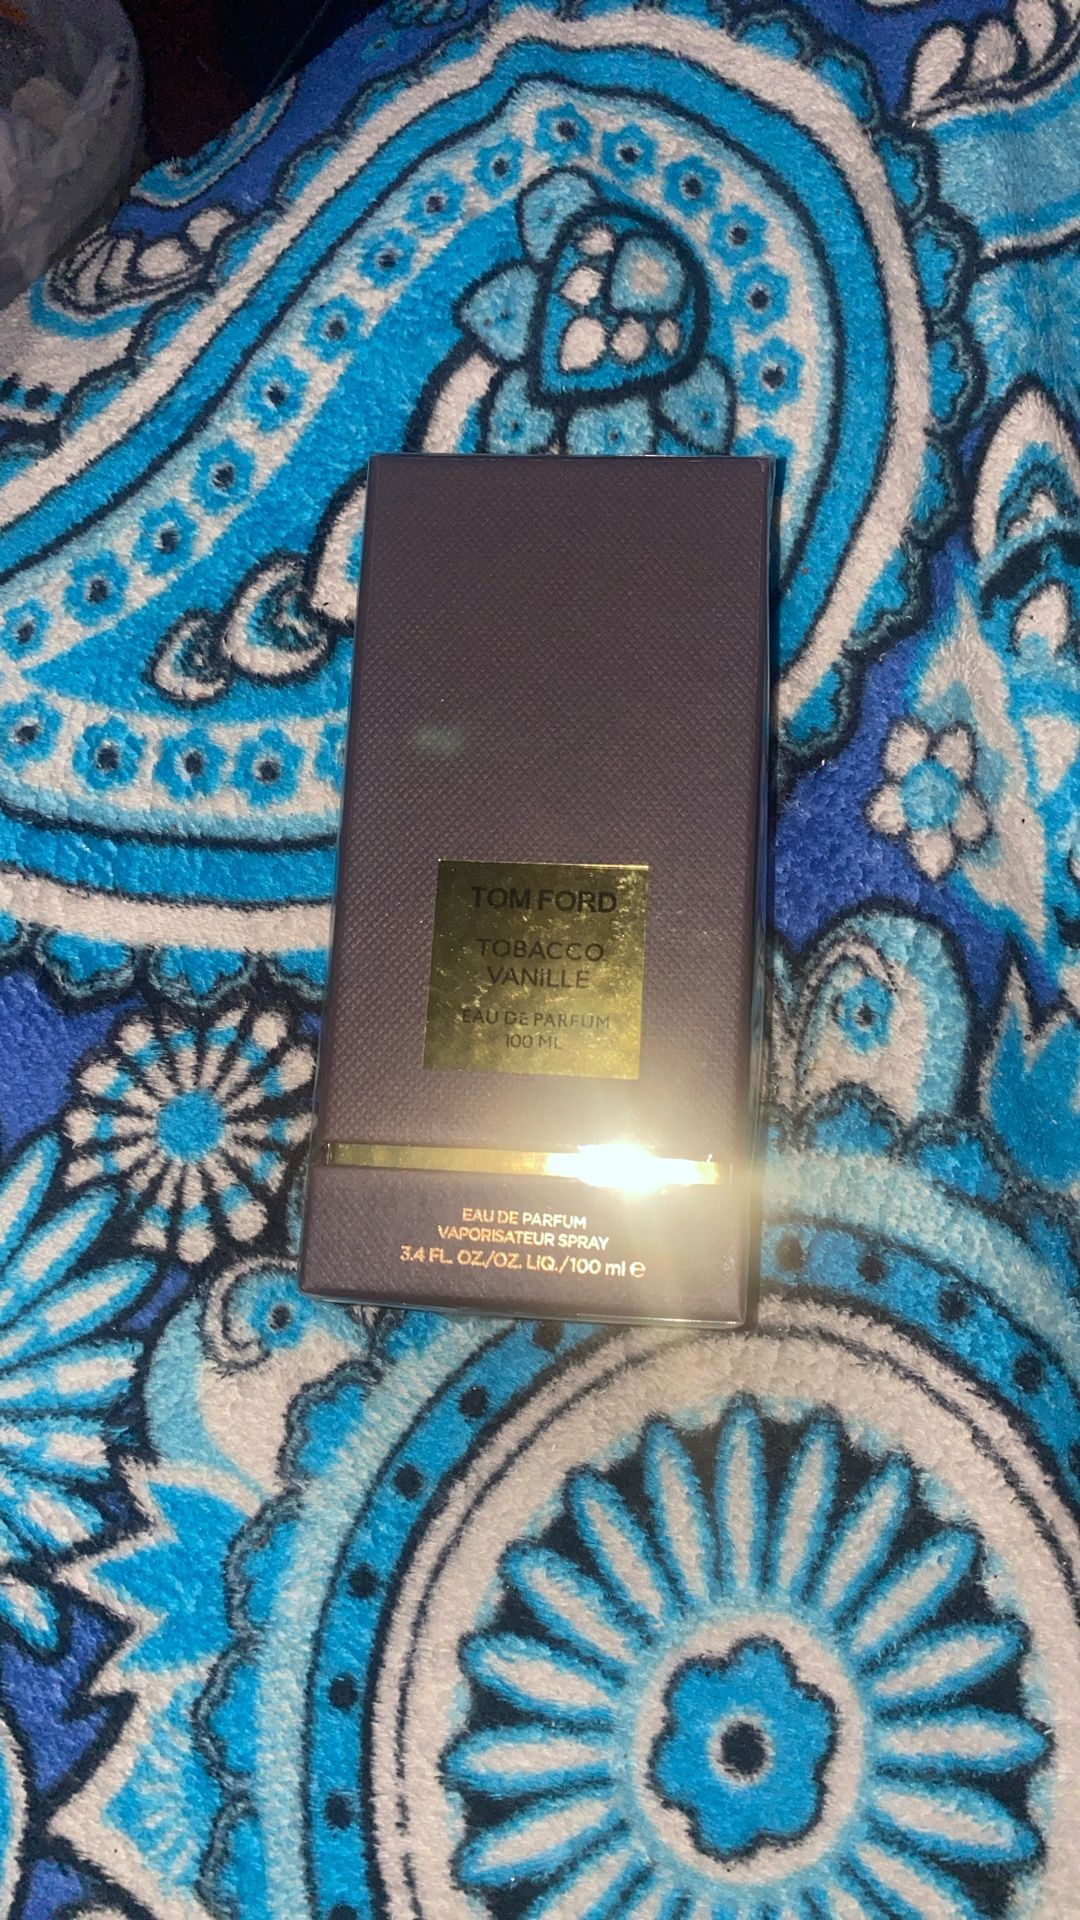 TOM FORD
TOBACCO
VANILLE
EAU DE PARFUM
100 ML
EAU DE PARFUM
VAPORISATEUR SPRAY
3.4 FL. OZ./OZ. LIQ./100 ml ℮